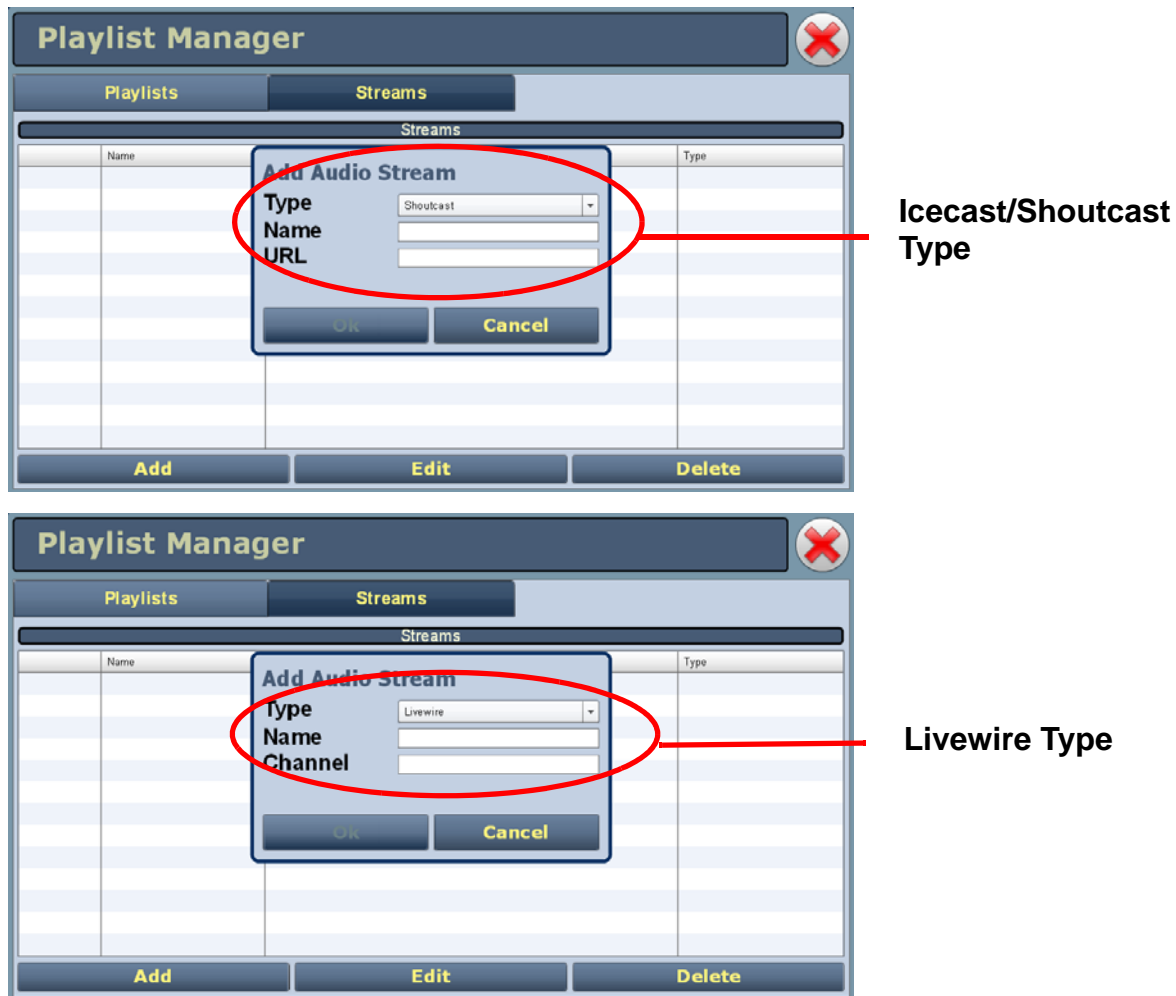 Playlist Manager
Playlists
Streams
Streams
Name
Type
Add Audio Stream
Type
Shoutcast
Name
URL
Ok
Cancel
Add
Edit
Delete
Icecast/Shoutcast
Type
Playlist Manager
Playlists
Streams
Streams
Name
Type
Add Audio Stream
Type
Livewire
Name
Channel
Ok
Cancel
Add
Edit
Delete
Livewire Type